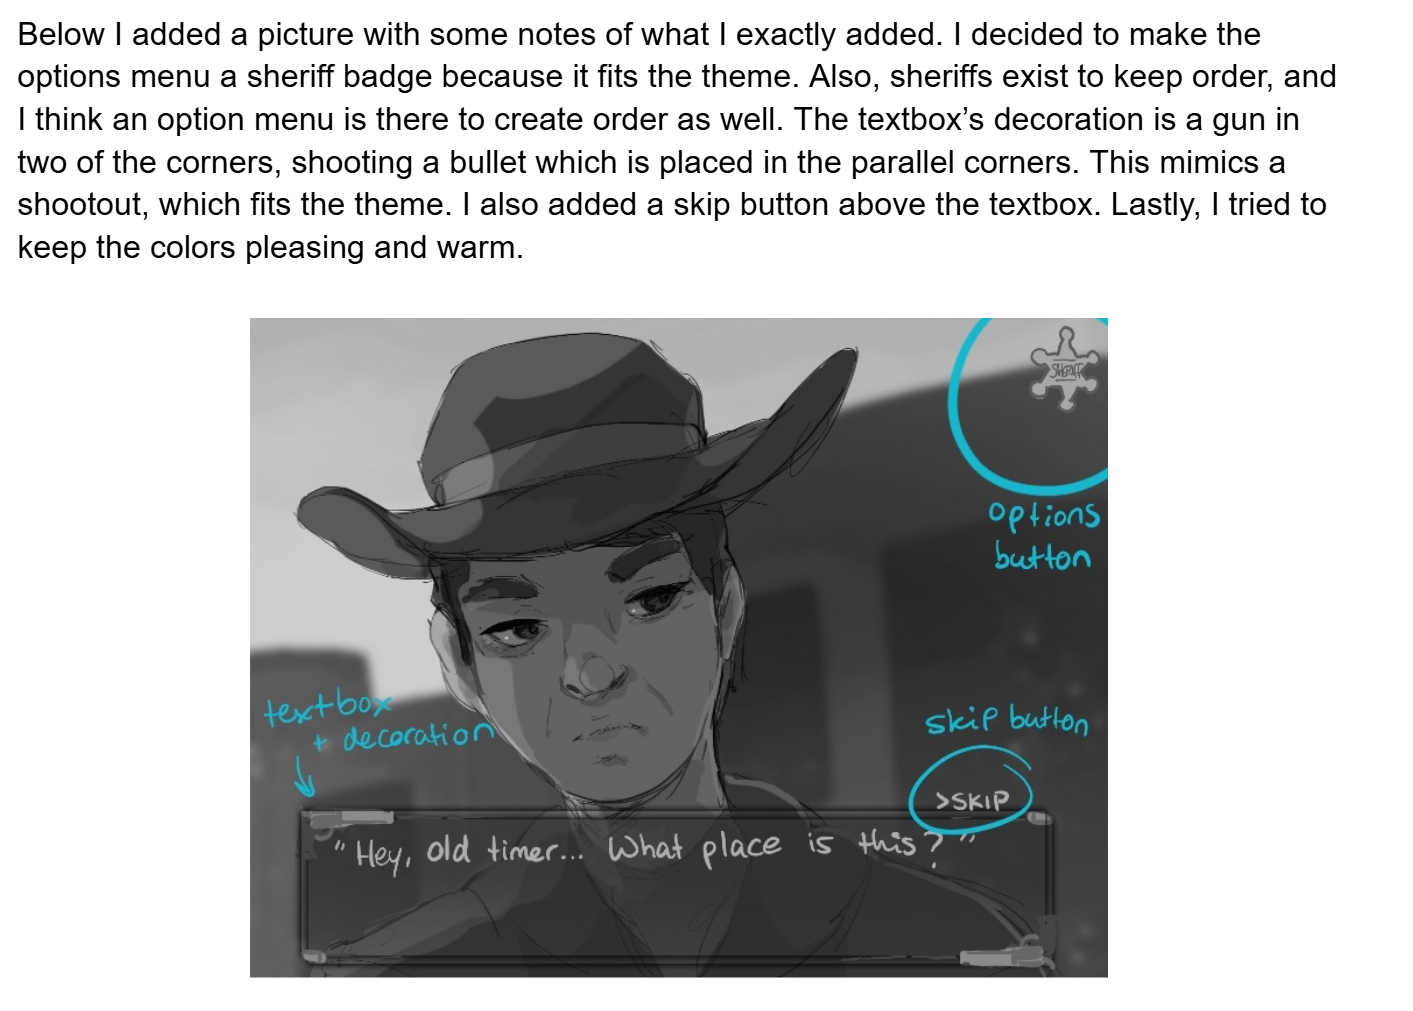 Below I added a picture with some notes of what I exactly added. I decided to make the
options menu a sheriff badge because it fits the theme. Also, sheriffs exist to keep order, and
I think an option menu is there to create order as well. The textbox’s decoration is a gun in
two of the corners, shooting a bullet which is placed in the parallel corners. This mimics a
shootout, which fits the theme. I also added a skip button above the textbox. Lastly, I tried to
keep the colors pleasing and warm.
SHERIFF
options
button
textbox
+ decoration
skip button
>SKIP
"Hey, old timer... What place is this?"